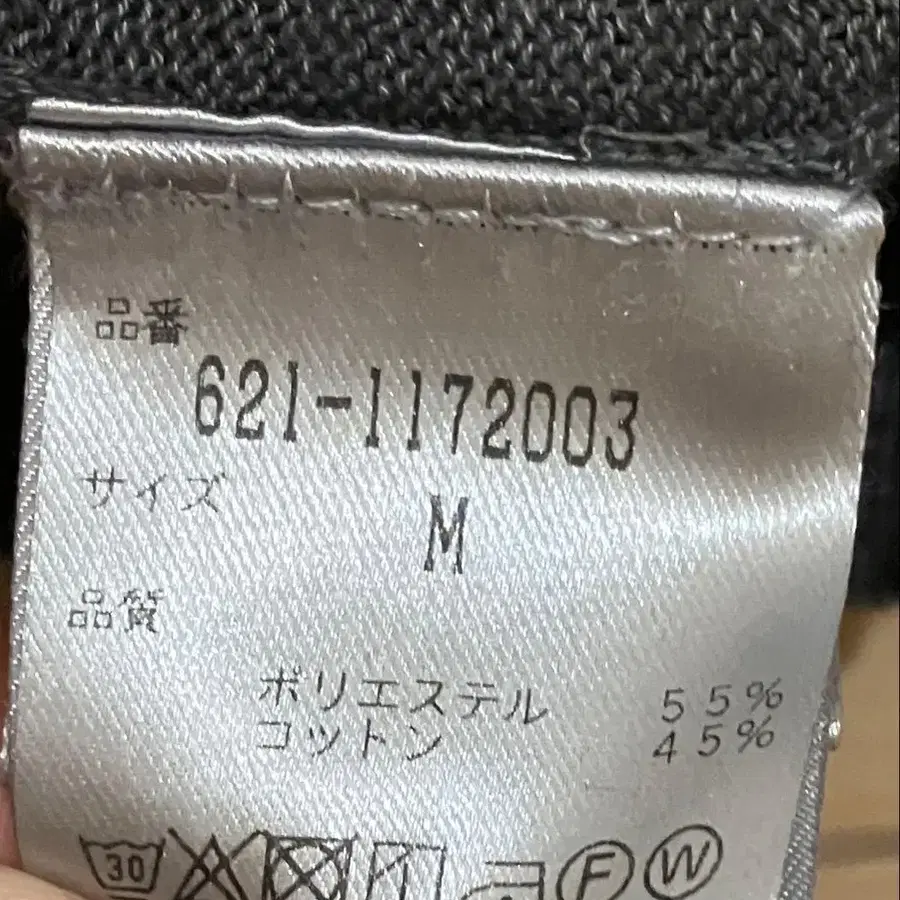 品番
621-1172003
サイズ
M
品質
ポリエステル 55%
コットン 45%
30 F W